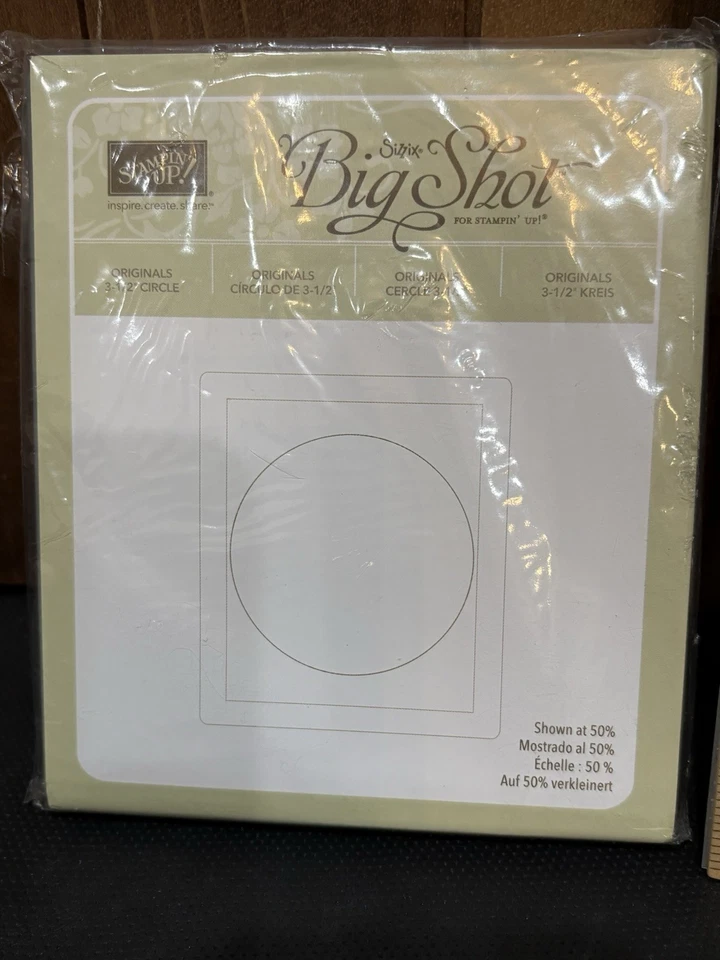 STAMPIN' UP!®
inspire.create.share.™
Sizzix®
Big Shot
FOR STAMPIN' UP!®
ORIGINALS
3-1/2" CIRCLE
ORIGINALS
CÍRCULO DE 3-1/2
ORIGINALS
CERCLE
ORIGINALS
3-1/2" KREIS
Shown at 50%
Mostrado al 50%
Échelle : 50 %
Auf 50% verkleinert